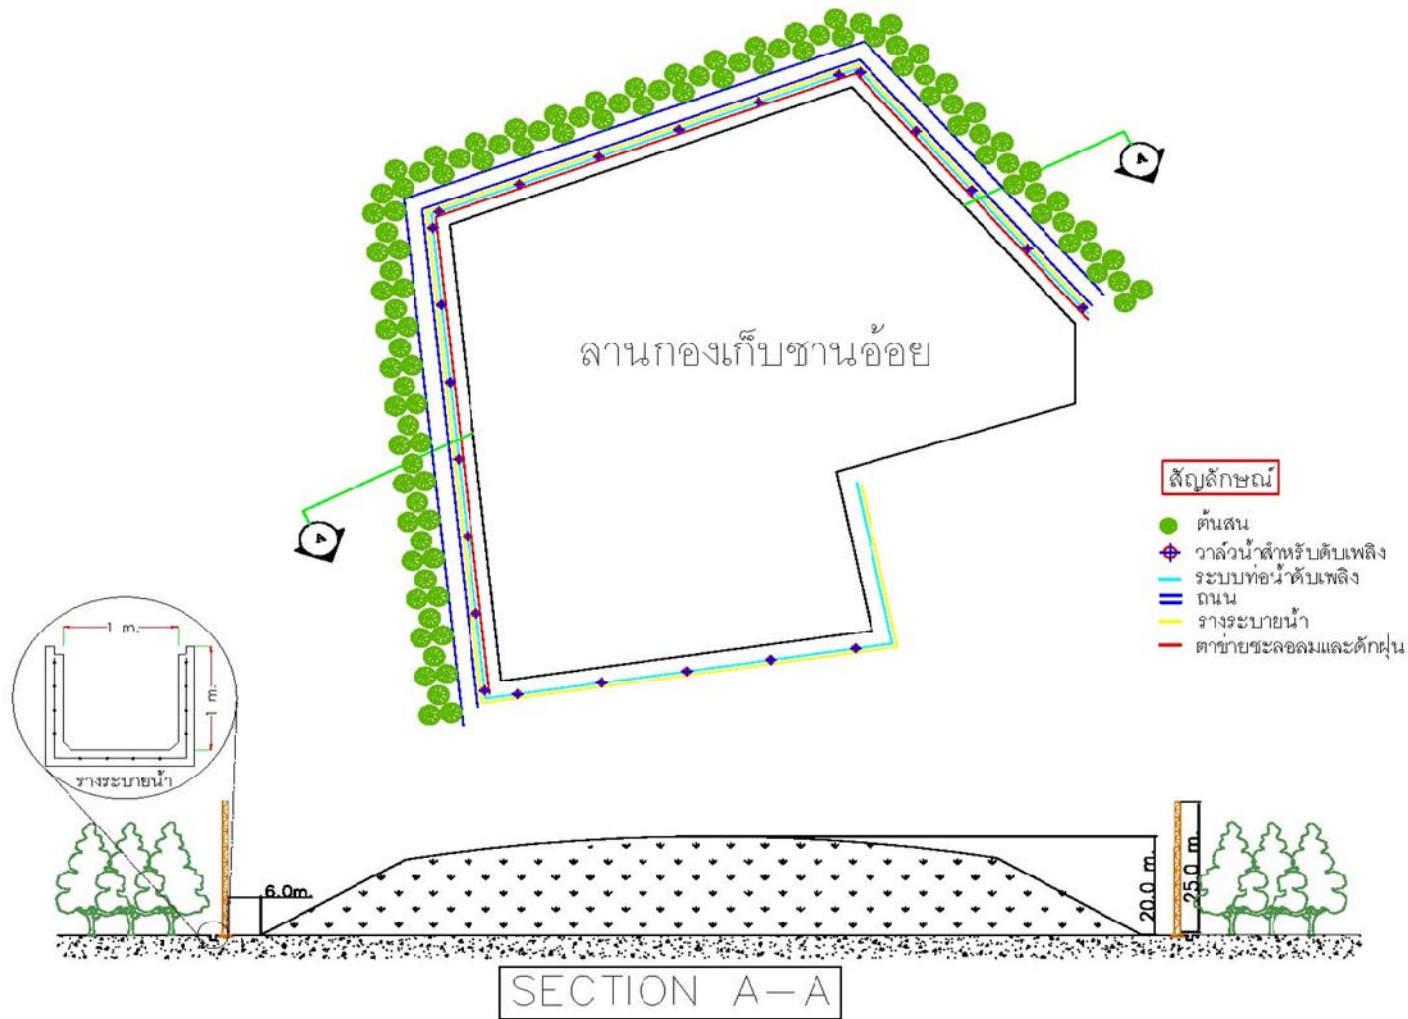 A
ลานกองเก็บชานอ้อย
A
สัญลักษณ์
ต้นสน
วาล์วน้ำสำหรับดับเพลิง
ระบบท่อน้ำดับเพลิง
ถนน
รางระบายน้ำ
ตาข่ายชะลอลมและดักฝุ่น
1 m.
1 m.
รางระบายน้ำ
6.0m.
20.0 m.
25.0 m.
SECTION A-A